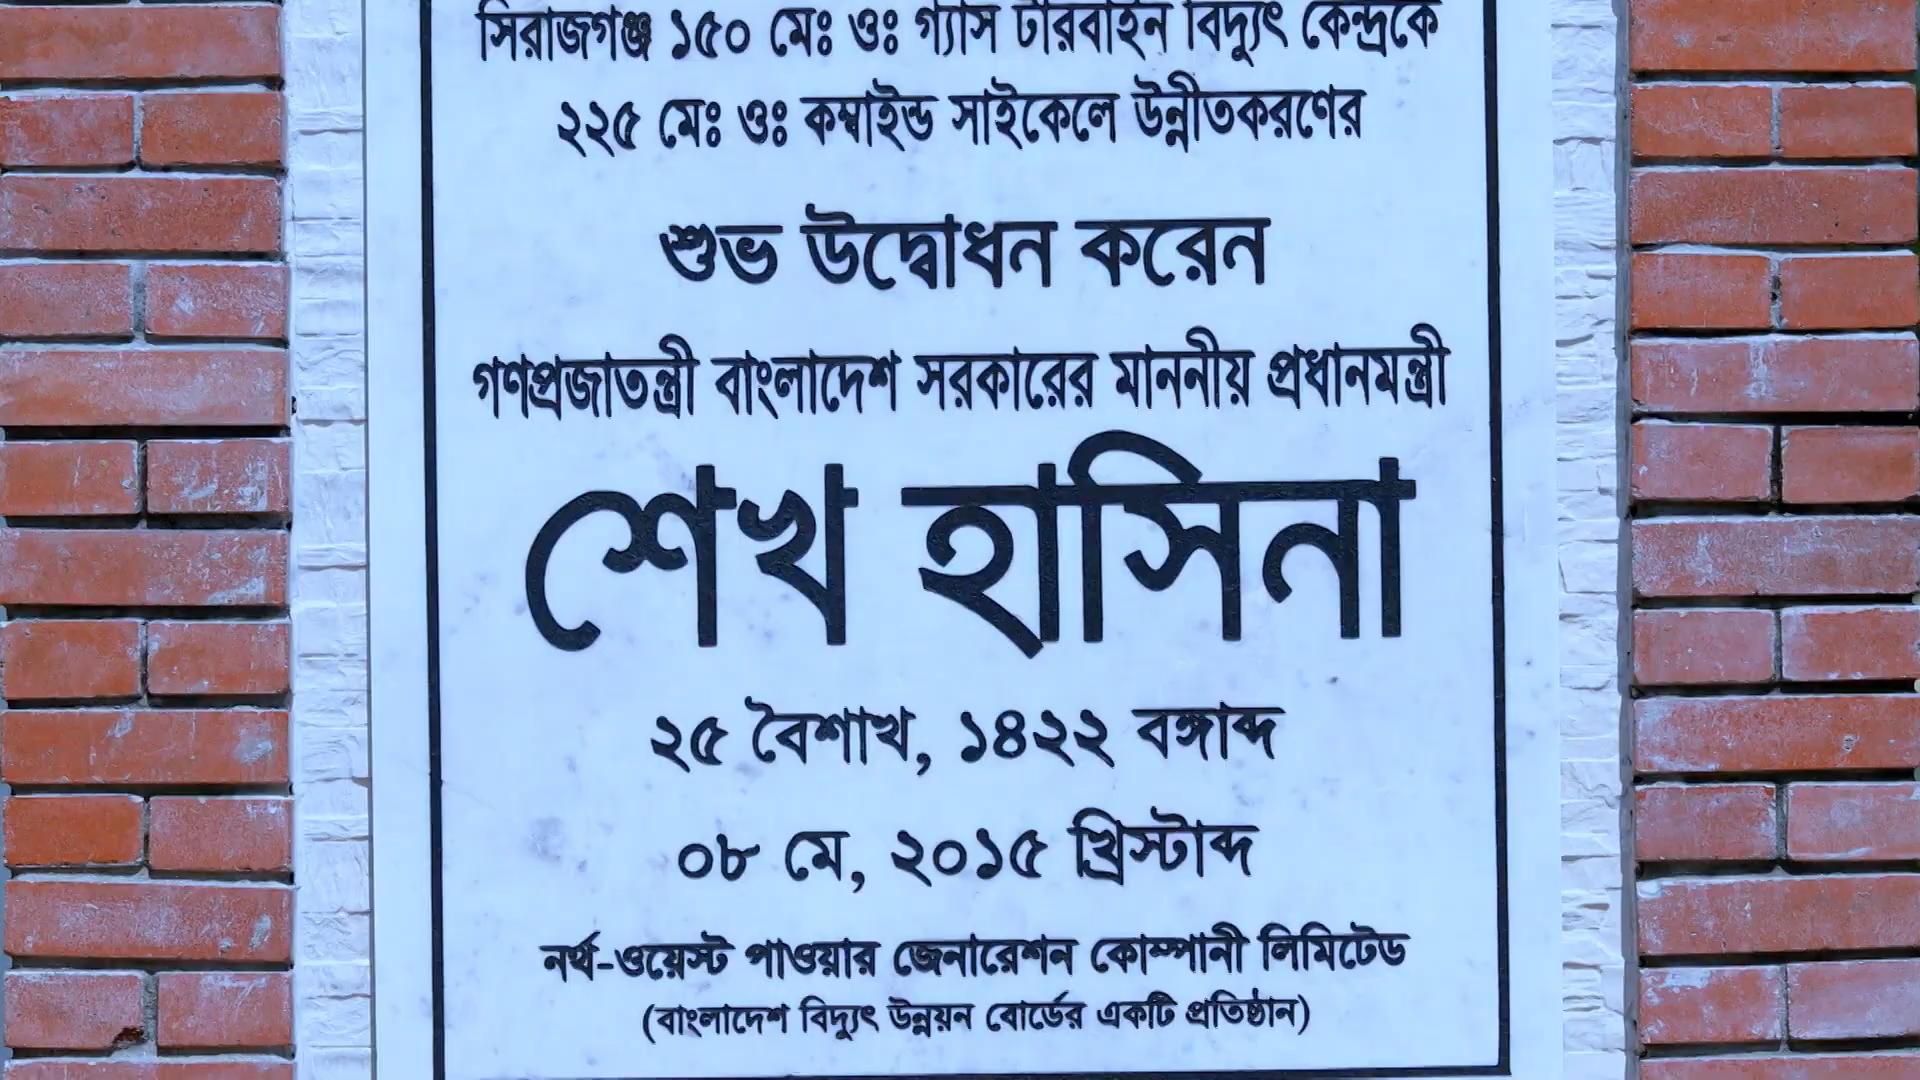 সিরাজগঞ্জ ১৫০ মেঃ ওঃ গ্যাস টারবাইন বিদ্যুৎ কেন্দ্রকে
২২৫ মেঃ ওঃ কম্বাইন্ড সাইকেলে উন্নীতকরণের
শুভ উদ্বোধন করেন
গণপ্রজাতন্ত্রী বাংলাদেশ সরকারের মাননীয় প্রধানমন্ত্রী
শেখ হাসিনা
২৫ বৈশাখ, ১৪২২ বঙ্গাব্দ
০৮ মে, ২০১৫ খ্রিস্টাব্দ
নর্থ-ওয়েস্ট পাওয়ার জেনারেশন কোম্পানী লিমিটেড
(বাংলাদেশ বিদ্যুৎ উন্নয়ন বোর্ডের একটি প্রতিষ্ঠান)